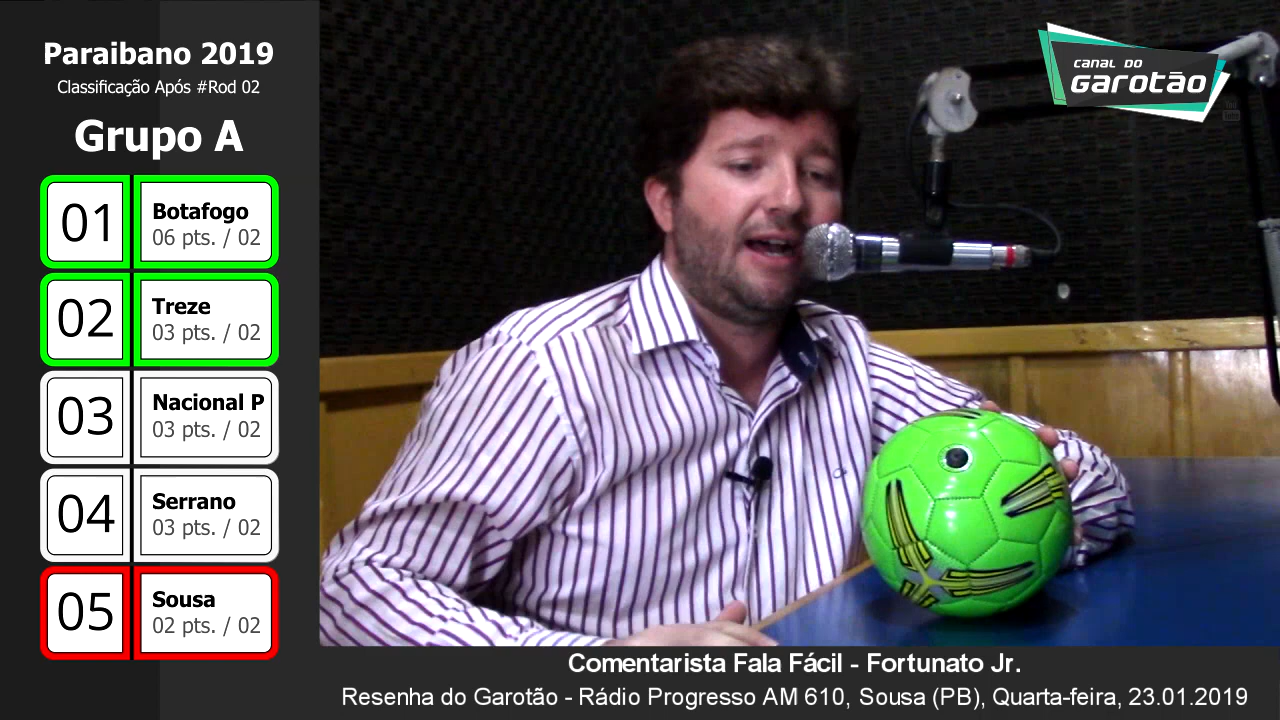 Paraibano 2019
Classificação Após #Rod 02
Grupo A
01
Botafogo
06 pts. / 02
02
Treze
03 pts. / 02
03
Nacional P
03 pts. / 02
04
Serrano
03 pts. / 02
05
Sousa
02 pts. / 02
CANAL DO
GAROTÃO
You
Tube
Comentarista Fala Fácil - Fortunato Jr.
Resenha do Garotão - Rádio Progresso AM 610, Sousa (PB), Quarta-feira, 23.01.2019